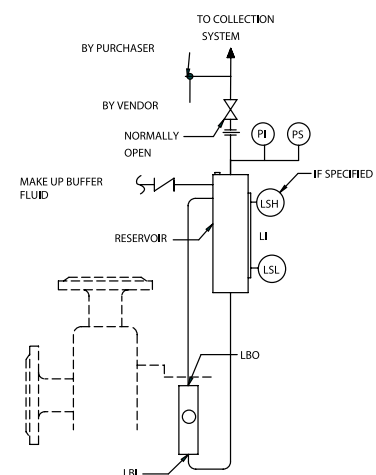 TO COLLECTION
SYSTEM
BY PURCHASER
BY VENDOR
NORMALLY
OPEN
PI
PS
MAKE UP BUFFER
FLUID
IF SPECIFIED
LSH
RESERVOIR
LI
LSL
LBO
LBI